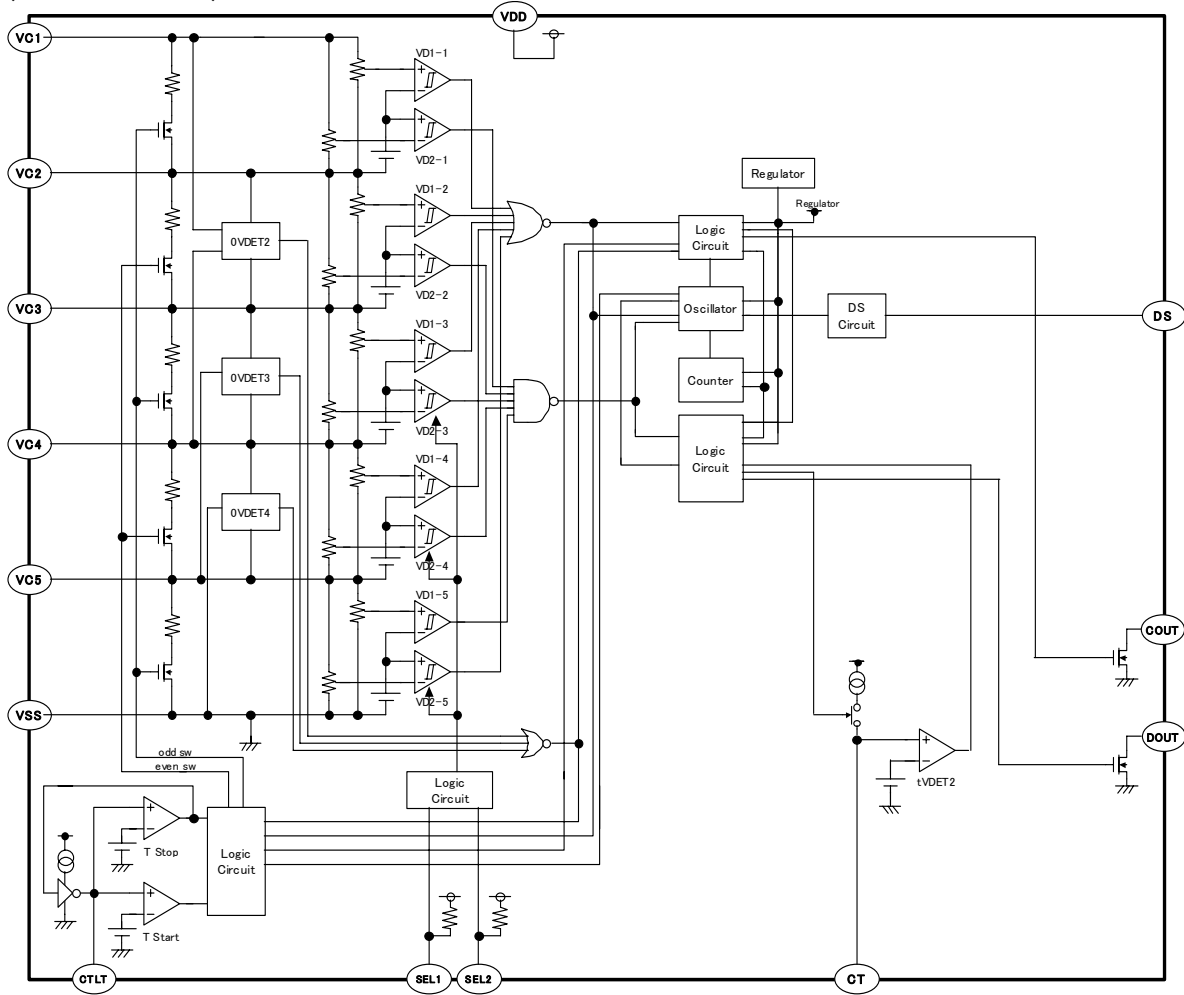 VDD
VC1
VD1-1
VD2-1
VC2
Regulator
VD1-2
Regulator
Logic
Circuit
0VDET2
VD2-2
VC3
Oscillator
DS
Circuit
DS
VD1-3
0VDET3
Counter
VD2-3
VC4
Logic
Circuit
VD1-4
0VDET4
VD2-4
VC5
VD1-5
COUT
VD2-5
VSS
DOUT
odd sw
even sw
tVDET2
Logic
Circuit
T Stop
Logic
Circuit
T Start
CTLT
SEL1
SEL2
CT